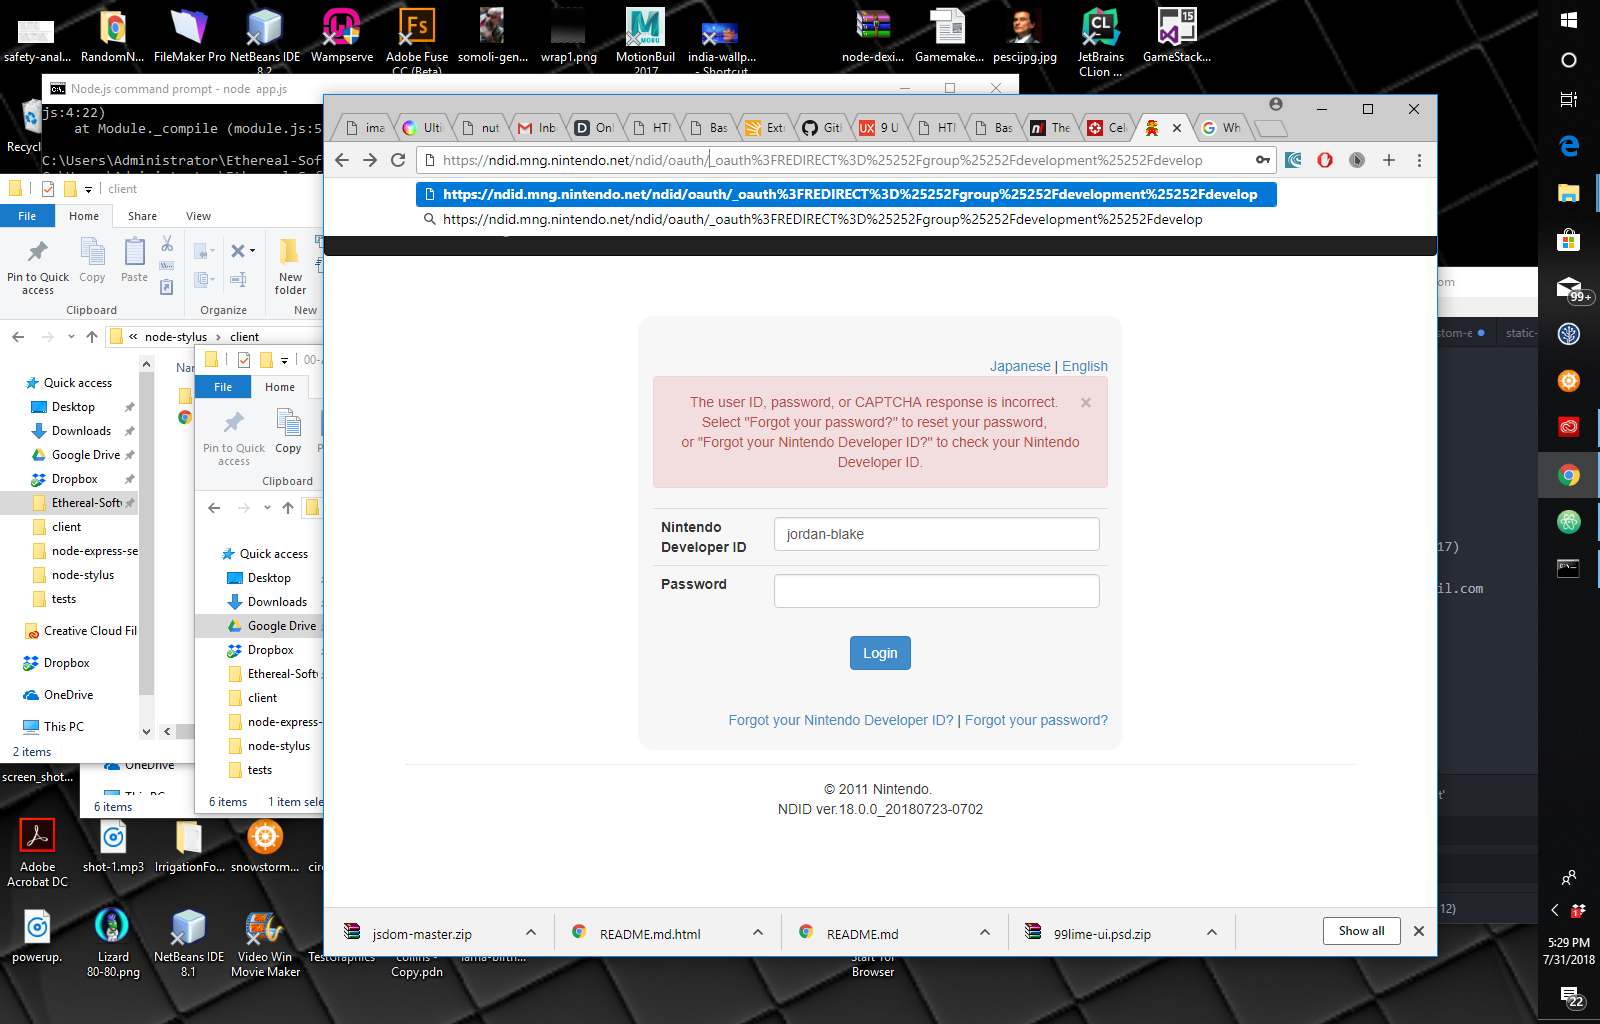 safety-anal...
RandomN...
FileMaker Pro
NetBeans IDE
8.2
Wampserve
Adobe Fuse
CC (Beta)
somoli-gen...
wrap1.png
MotionBuil
2017
india-wallp...
- Shortcut
node-dexi...
Gamemake...
pescijpg.jpg
JetBrains
CLion ...
GameStack...
Node.js command prompt - node app.js
js:4:22)
at Module._compile (module.js:5
C:\Users\Administrator\Ethereal-Sof
ima
Ulti
nut
Inb
Oni
HTI
Bas
Extr
Gitl
9 U
HTI
Bas
The
Cel
Wh
https://ndid.mng.nintendo.net/ndid/oauth/_oauth%3FREDIRECT%3D%25252Fgroup%25252Fdevelopment%25252Fdevelop
https://ndid.mng.nintendo.net/ndid/oauth/_oauth%3FREDIRECT%3D%25252Fgroup%25252Fdevelopment%25252Fdevelop
https://ndid.mng.nintendo.net/ndid/oauth/_oauth%3FREDIRECT%3D%25252Fgroup%25252Fdevelopment%25252Fdevelop
Japanese | English
The user ID, password, or CAPTCHA response is incorrect.
Select "Forgot your password?" to reset your password,
or "Forgot your Nintendo Developer ID?" to check your Nintendo
Developer ID.
Nintendo
Developer ID
jordan-blake
Password
Login
Forgot your Nintendo Developer ID? | Forgot your password?
© 2011 Nintendo.
NDID ver.18.0.0_20180723-0702
jsdom-master.zip
README.md.html
README.md
99lime-ui.psd.zip
Show all
client
File
Home
Share
View
Pin to Quick
access
Copy
Paste
New
folder
Clipboard
Organize
New
« node-stylus › client
Quick access
Desktop
Downloads
Google Drive
Dropbox
Ethereal-Soft
client
node-express-se
node-stylus
tests
Creative Cloud Fil
Dropbox
OneDrive
This PC
2 items
File
Home
Pin to Quick
access
Copy
Clipboard
Quick access
Desktop
Downloads
Google Drive
Dropbox
Ethereal-Soft
client
node-express-
node-stylus
tests
6 items
1 item sele
OneDrive
6 items
screen_shot...
Adobe
Acrobat DC
shot-1.mp3
IrrigationFo...
snowstorm...
powerup.
Lizard
80-80.png
NetBeans IDE
8.1
Video Win
Movie Maker
TestGraphics
Collins -
Copy.pdn
Start Tor
Browser
om
stom-e
static-
17)
il.com
12)
99+
5:29 PM
7/31/2018
22